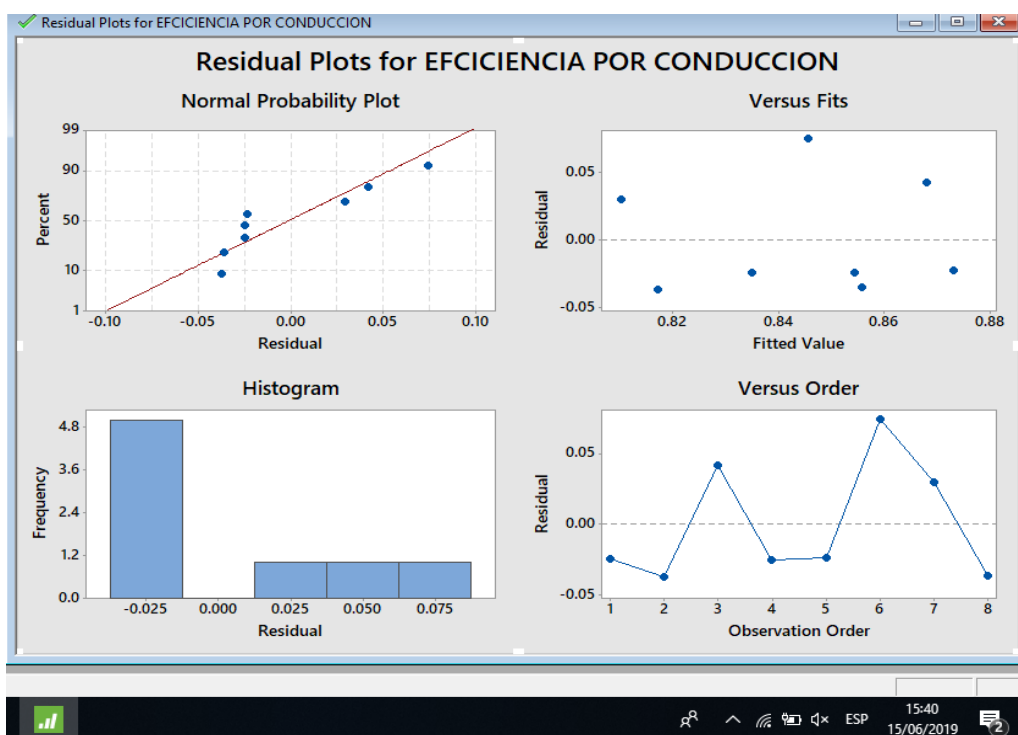 Residual Plots for EFCICIENCIA POR CONDUCCION
Residual Plots for EFCICIENCIA POR CONDUCCION
Normal Probability Plot
99
90
50
10
1
Percent
-0.10 -0.05 0.00 0.05 0.10
Residual
Versus Fits
0.05
0.00
-0.05
Residual
0.82 0.84 0.86 0.88
Fitted Value
Histogram
4.8
3.6
2.4
1.2
0.0
Frequency
-0.025 0.000 0.025 0.050 0.075
Residual
Versus Order
0.05
0.00
-0.05
Residual
1 2 3 4 5 6 7 8
Observation Order
ESP
15:40
15/06/2019
2